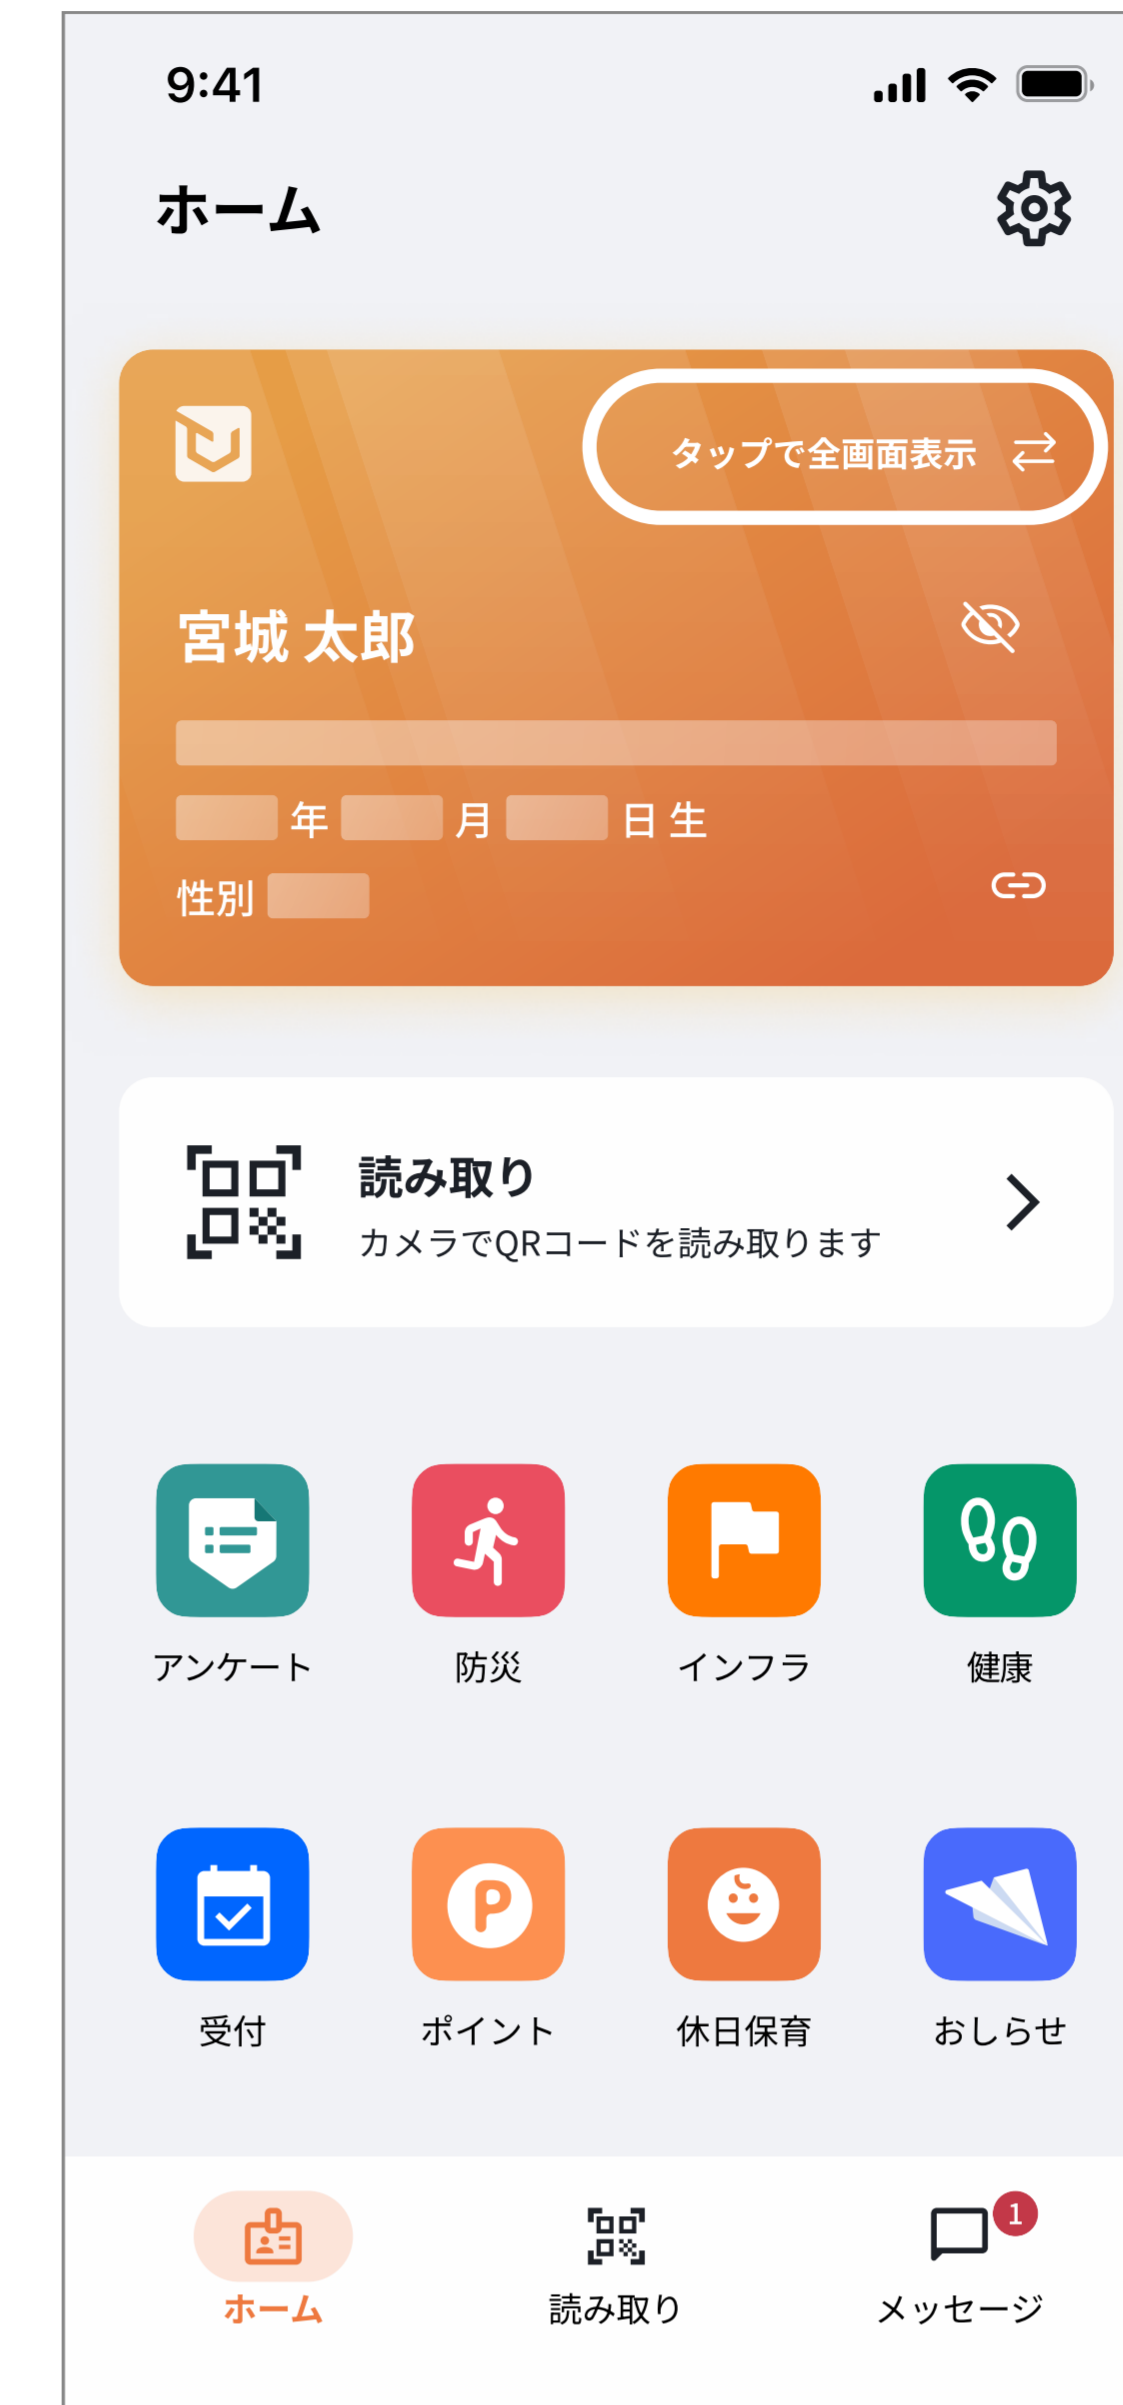 9:41
ホーム
タップで全画面表示
宮城 太郎
年 月 日 生
性別
読み取り
カメラでQRコードを読み取ります
アンケート 防災 インフラ 健康
P
受付 ポイント 休日保育 おしらせ
1
ホーム 読み取り メッセージ